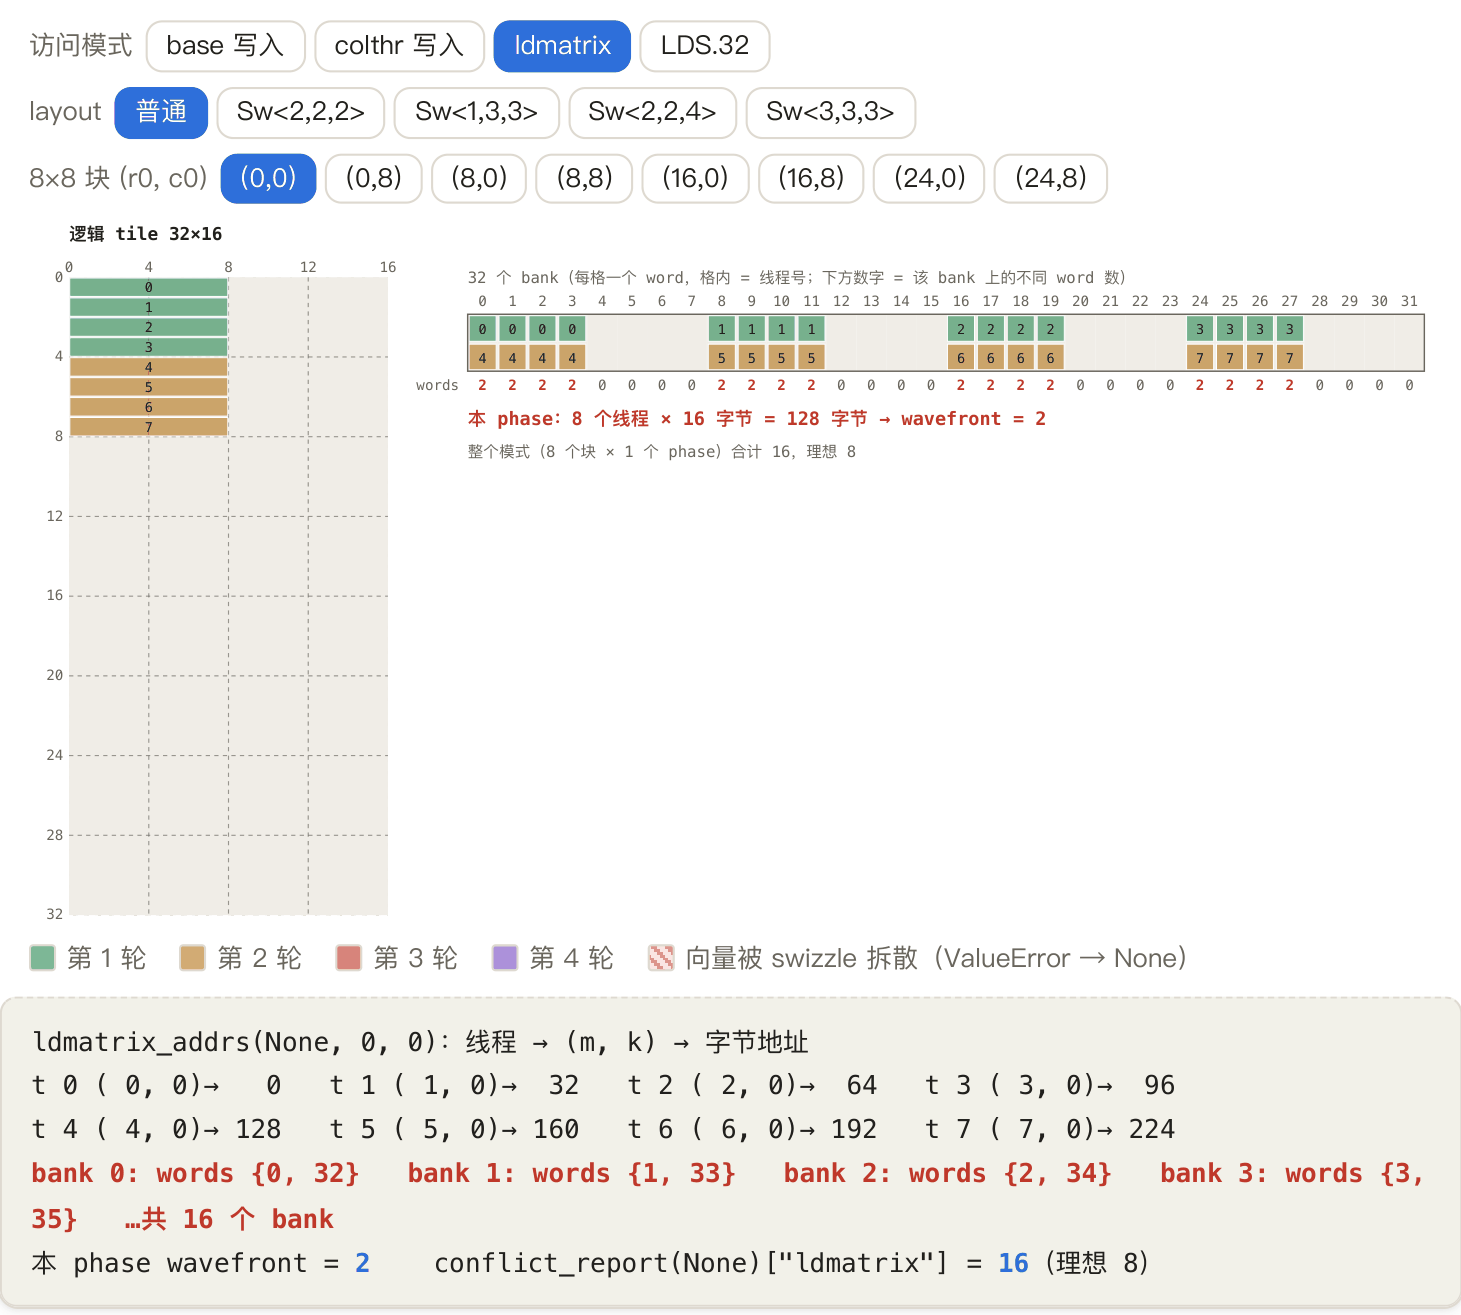 访问模式 base 写入 colthr 写入 ldmatrix LDS.32
layout 普通 Sw<2,2,2> Sw<1,3,3> Sw<2,2,4> Sw<3,3,3>
8×8 块 (r0, c0) (0,0) (0,8) (8,0) (8,8) (16,0) (16,8) (24,0) (24,8)
逻辑 tile 32×16
0 4 8 12 16
0
0
1
2
3
4
4
5
6
7
8
12
16
20
24
28
32
32 个 bank（每格一个 word，格内 = 线程号；下方数字 = 该 bank 上的不同 word 数）
0 1 2 3 4 5 6 7 8 9 10 11 12 13 14 15 16 17 18 19 20 21 22 23 24 25 26 27 28 29 30 31
0 0 0 0 1 1 1 1 2 2 2 2 3 3 3 3
4 4 4 4 5 5 5 5 6 6 6 6 7 7 7 7
words 2 2 2 2 0 0 0 0 2 2 2 2 0 0 0 0 2 2 2 2 0 0 0 0 2 2 2 2 0 0 0 0
本 phase：8 个线程 × 16 字节 = 128 字节 → wavefront = 2
整个模式（8 个块 × 1 个 phase）合计 16，理想 8
第 1 轮 第 2 轮 第 3 轮 第 4 轮 向量被 swizzle 拆散（ValueError → None）
ldmatrix_addrs(None, 0, 0)：线程 → (m, k) → 字节地址
t 0 ( 0, 0)→ 0 t 1 ( 1, 0)→ 32 t 2 ( 2, 0)→ 64 t 3 ( 3, 0)→ 96
t 4 ( 4, 0)→ 128 t 5 ( 5, 0)→ 160 t 6 ( 6, 0)→ 192 t 7 ( 7, 0)→ 224
bank 0: words {0, 32} bank 1: words {1, 33} bank 2: words {2, 34} bank 3: words {3,
35} …共 16 个 bank
本 phase wavefront = 2 conflict_report(None)["ldmatrix"] = 16（理想 8）